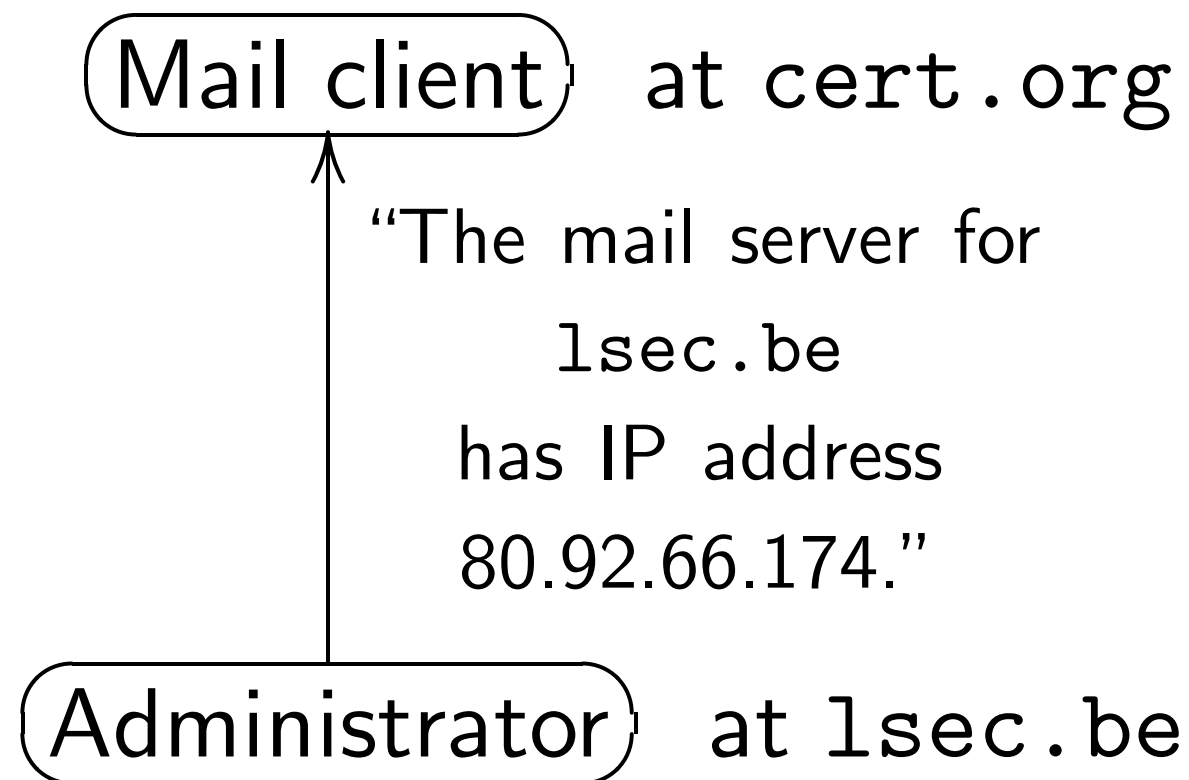 Mail client at cert.org
“The mail server for
lsec.be
has IP address
80.92.66.174.”
Administrator at lsec.be